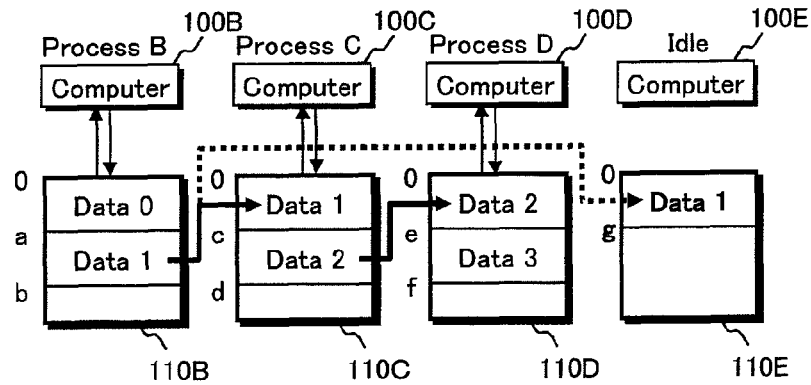 100B 100C 100D 100E
Process B Process C Process D Idle
Computer Computer Computer Computer
0 0 0 0
Data 0 Data 1 Data 2 Data 1
a c e g
Data 1 Data 2 Data 3
b d f
110B 110C 110D 110E